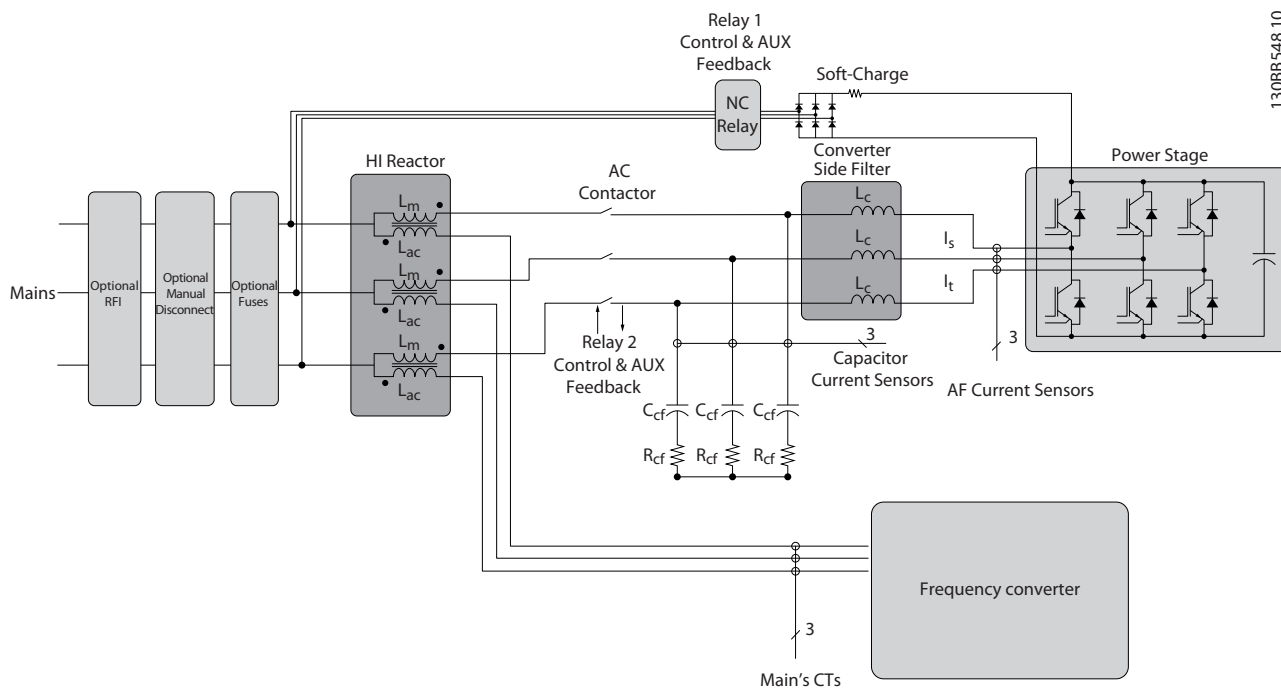 130BB548.10
Relay 1
Control & AUX
Feedback
NC
Relay
Soft-Charge
HI Reactor
AC
Contactor
Converter
Side Filter
Power Stage
Mains
Optional
RFI
Optional
Manual
Disconnect
Optional
Fuses
Lm
Lac
Lm
Lac
Lm
Lac
Lc
Lc
Lc
Is
It
Relay 2
Control & AUX
Feedback
3
Capacitor
Current Sensors
3
AF Current Sensors
Ccf
Ccf
Ccf
Rcf
Rcf
Rcf
Frequency converter
3
Main's CTs